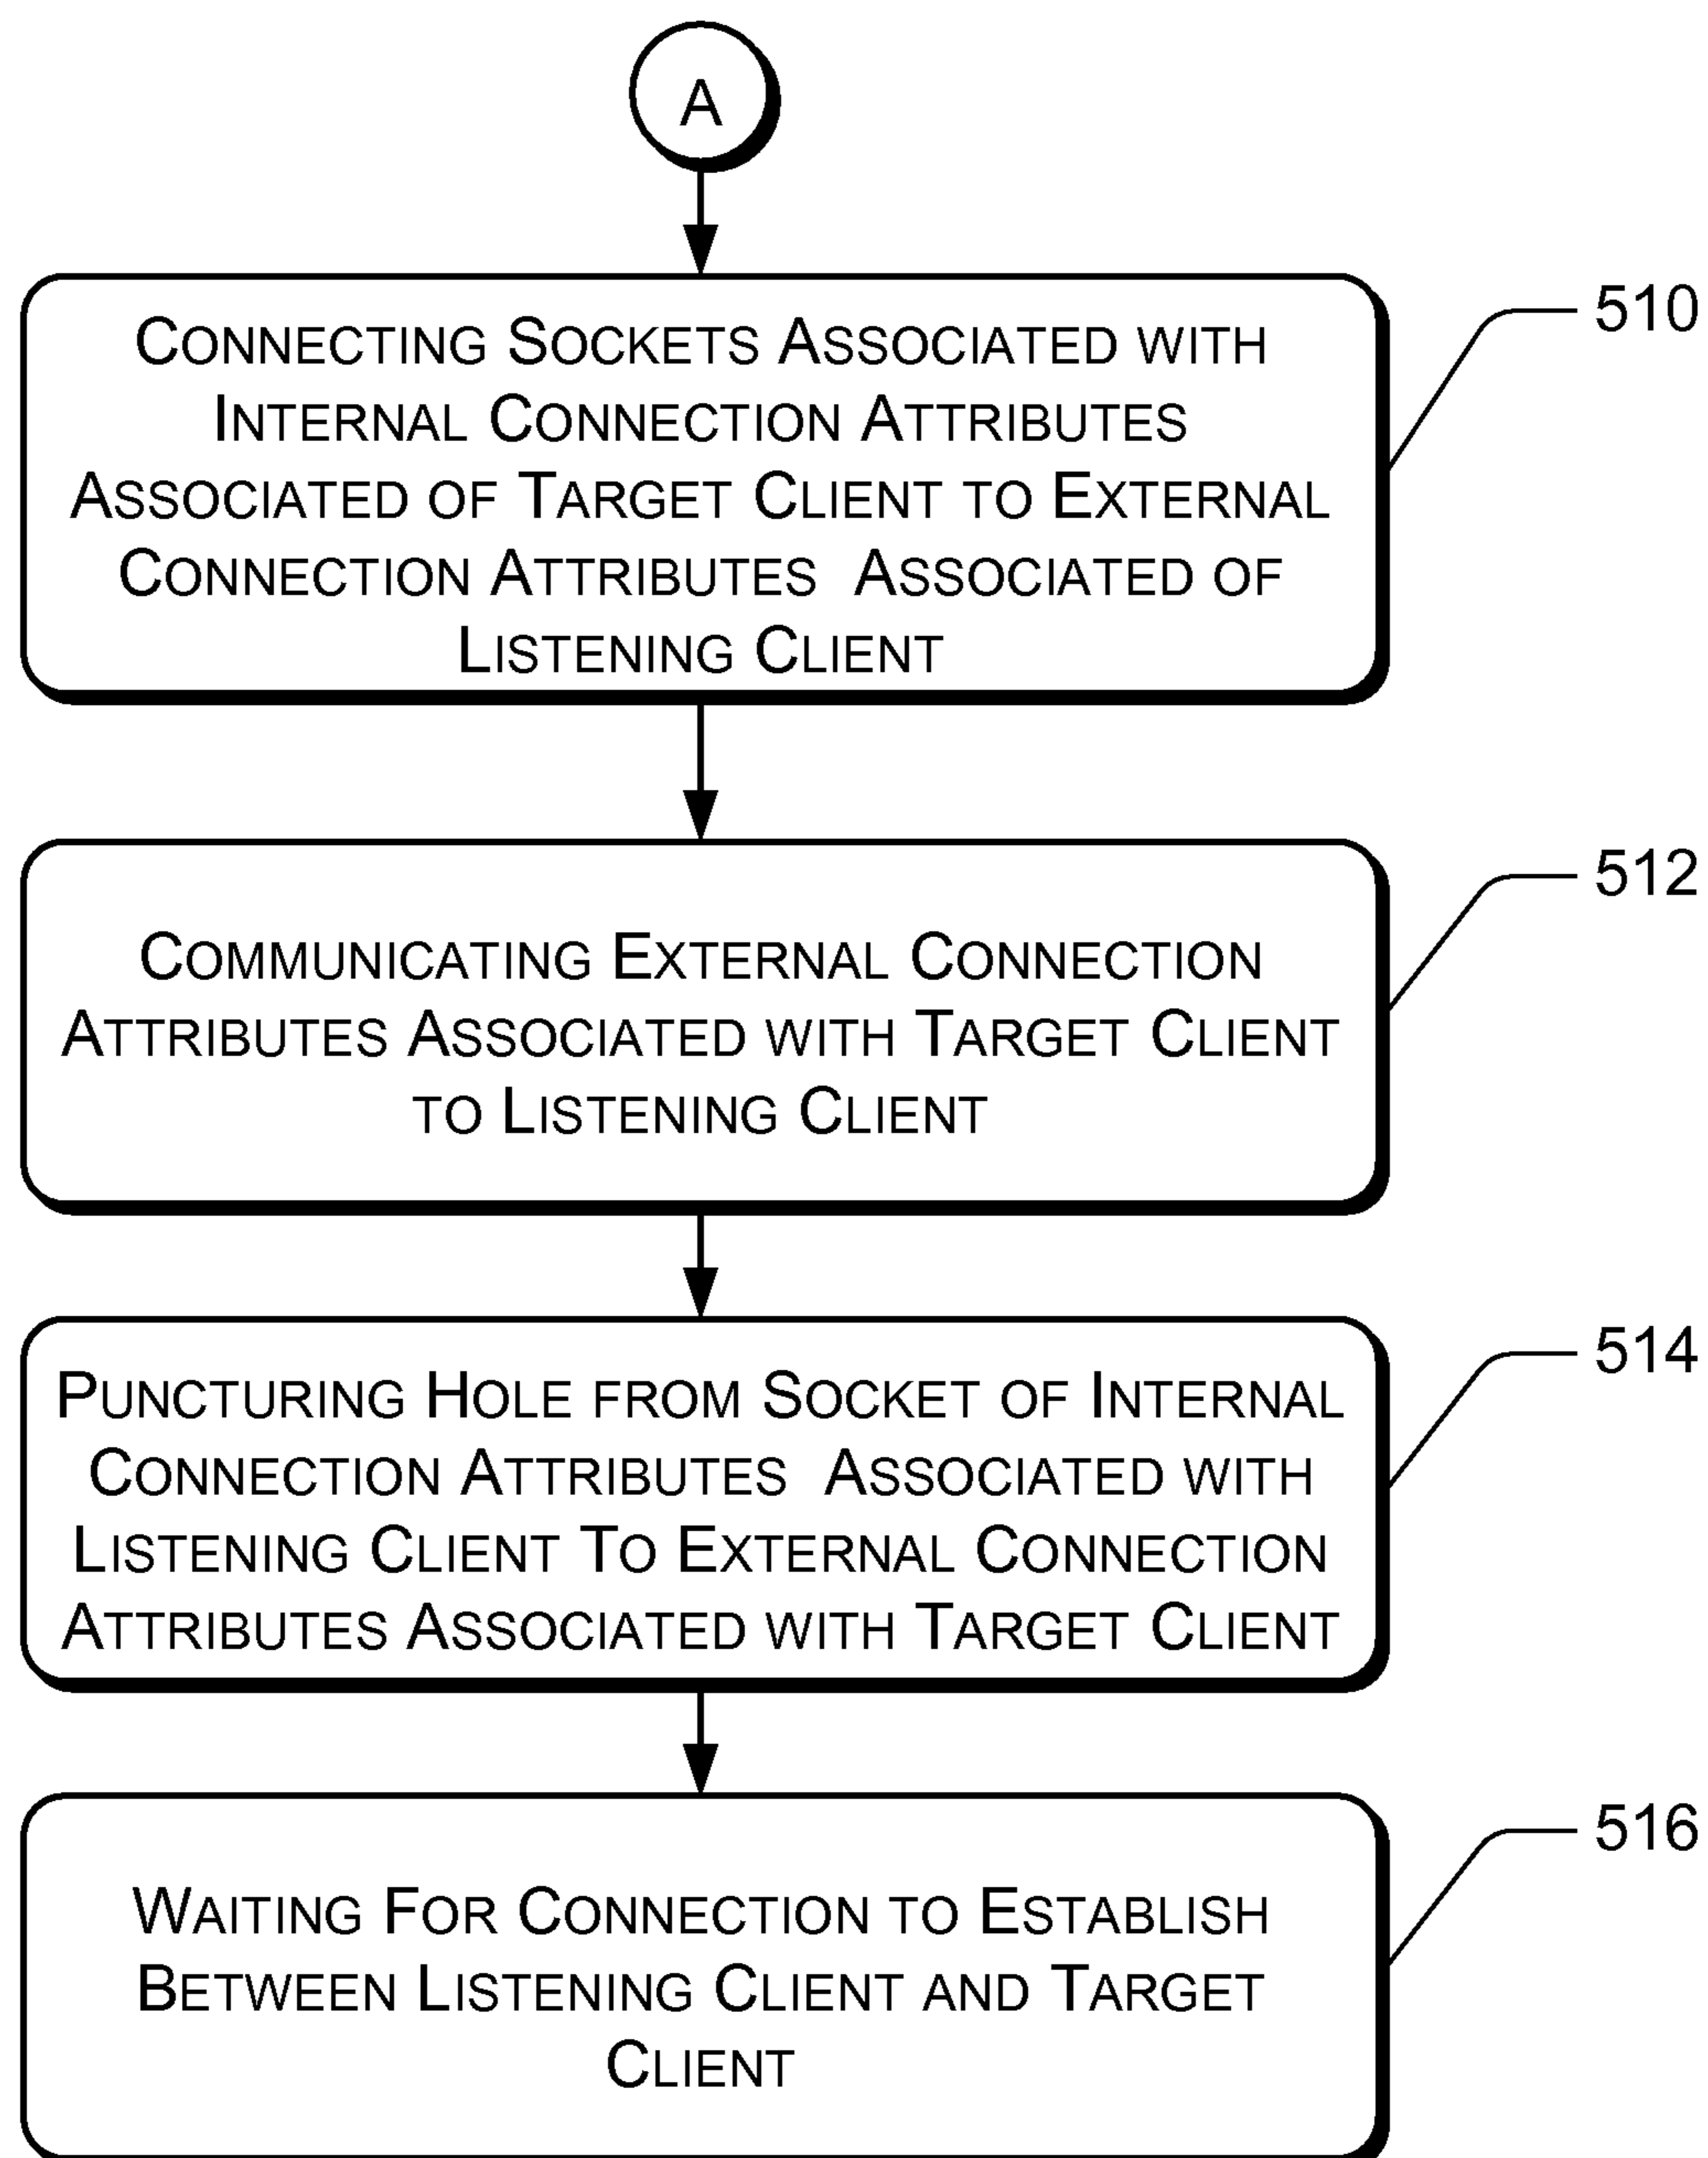 A
CONNECTING SOCKETS ASSOCIATED WITH
INTERNAL CONNECTION ATTRIBUTES
ASSOCIATED OF TARGET CLIENT TO EXTERNAL
CONNECTION ATTRIBUTES ASSOCIATED OF
LISTENING CLIENT
510
COMMUNICATING EXTERNAL CONNECTION
ATTRIBUTES ASSOCIATED WITH TARGET CLIENT
TO LISTENING CLIENT
512
PUNCTURING HOLE FROM SOCKET OF INTERNAL
CONNECTION ATTRIBUTES ASSOCIATED WITH
LISTENING CLIENT TO EXTERNAL CONNECTION
ATTRIBUTES ASSOCIATED WITH TARGET CLIENT
514
WAITING FOR CONNECTION TO ESTABLISH
BETWEEN LISTENING CLIENT AND TARGET
CLIENT
516